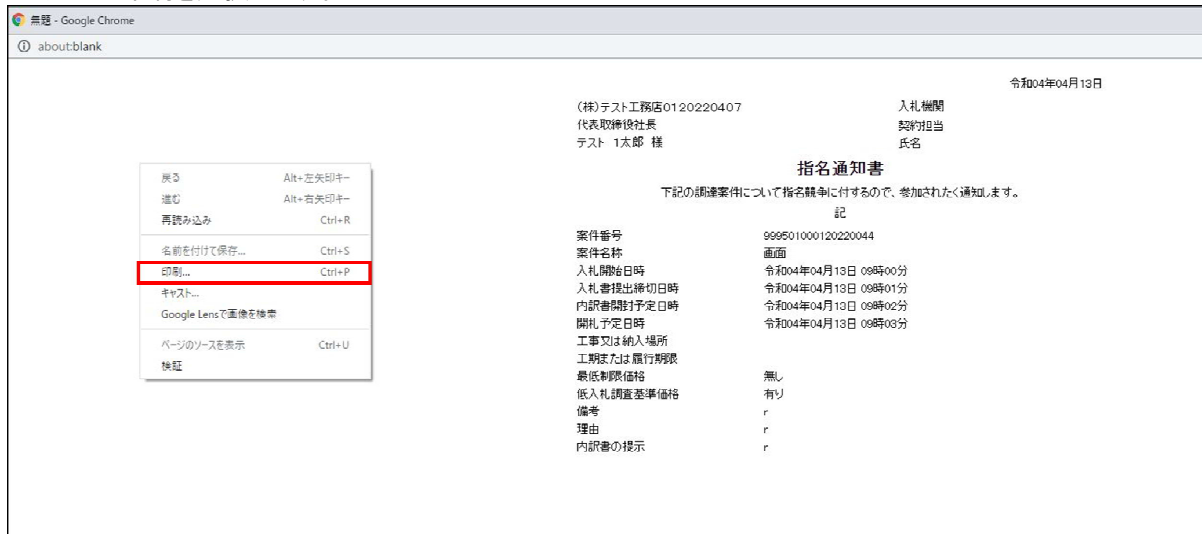 無題 - Google Chrome
about:blank
令和04年04月13日
(株)テスト工務店0120220407 入札機関
代表取締役社長 契約担当
テスト 1太郎 様 氏名
指名通知書
下記の調達案件について指名競争に付するので、参加されたく通知します。
記
案件番号 999501000120220044
案件名称 画面
入札開始日時 令和04年04月13日 09時00分
入札書提出締切日時 令和04年04月13日 09時01分
内訳書開封予定日時 令和04年04月13日 09時02分
開札予定日時 令和04年04月13日 09時03分
工事又は納入場所
工期または履行期限
最低制限価格 無し
低入札調査基準価格 有り
備考 r
理由 r
内訳書の提示 r
戻る Alt+左矢印キー
進む Alt+右矢印キー
再読み込み Ctrl+R
名前を付けて保存... Ctrl+S
印刷... Ctrl+P
キャスト...
Google Lensで画像を検索
ページのソースを表示 Ctrl+U
検証